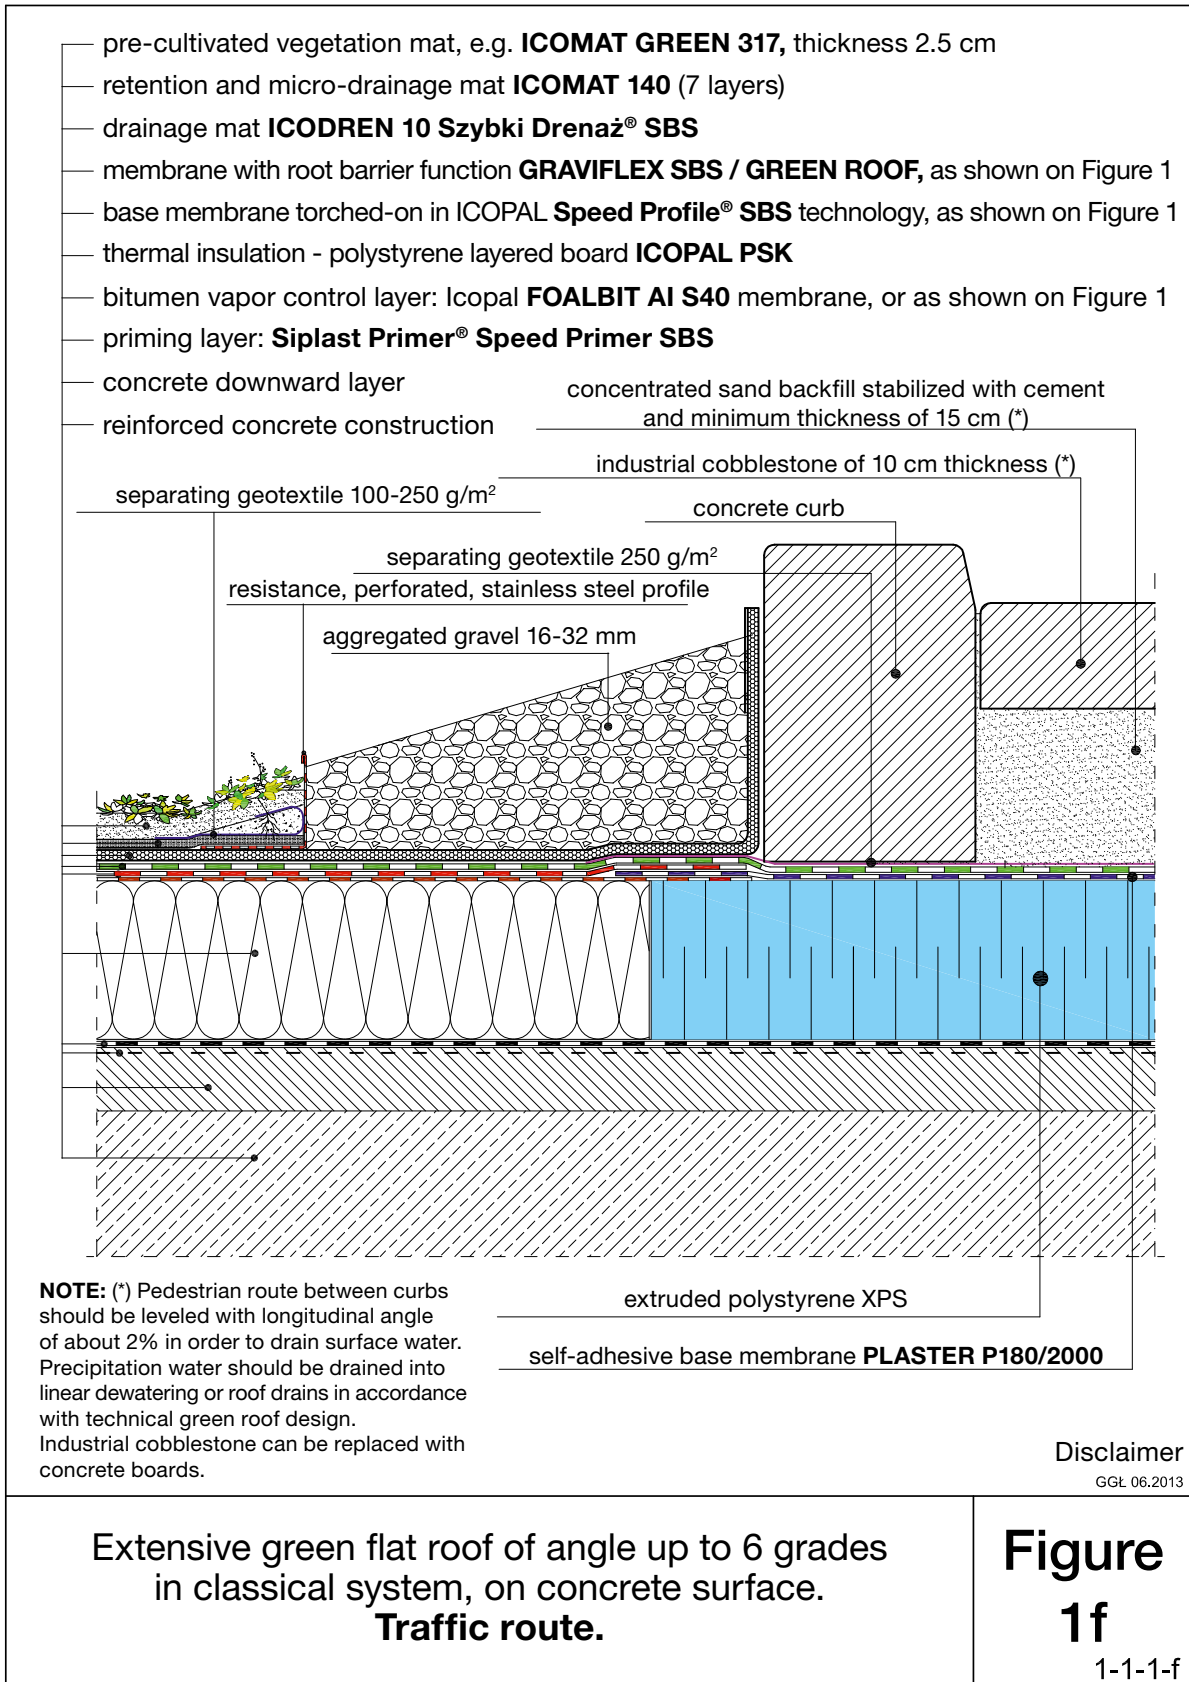 pre-cultivated vegetation mat, e.g. ICOMAT GREEN 317, thickness 2.5 cm
retention and micro-drainage mat ICOMAT 140 (7 layers)
drainage mat ICODREN 10 Szybki Drenaż® SBS
membrane with root barrier function GRAVIFLEX SBS / GREEN ROOF, as shown on Figure 1
base membrane torched-on in ICOPAL Speed Profile® SBS technology, as shown on Figure 1
thermal insulation - polystyrene layered board ICOPAL PSK
bitumen vapor control layer: Icopal FOALBIT AI S40 membrane, or as shown on Figure 1
priming layer: Siplast Primer® Speed Primer SBS
concrete downward layer
reinforced concrete construction
concentrated sand backfill stabilized with cement
and minimum thickness of 15 cm (*)
industrial cobblestone of 10 cm thickness (*)
separating geotextile 100-250 g/m²
concrete curb
separating geotextile 250 g/m²
resistance, perforated, stainless steel profile
aggregated gravel 16-32 mm
NOTE: (*) Pedestrian route between curbs
should be leveled with longitudinal angle
of about 2% in order to drain surface water.
Precipitation water should be drained into
linear dewatering or roof drains in accordance
with technical green roof design.
Industrial cobblestone can be replaced with
concrete boards.
extruded polystyrene XPS
self-adhesive base membrane PLASTER P180/2000
Disclaimer
GGŁ 06.2013
Extensive green flat roof of angle up to 6 grades
in classical system, on concrete surface.
Traffic route.
Figure
1f
1-1-1-f